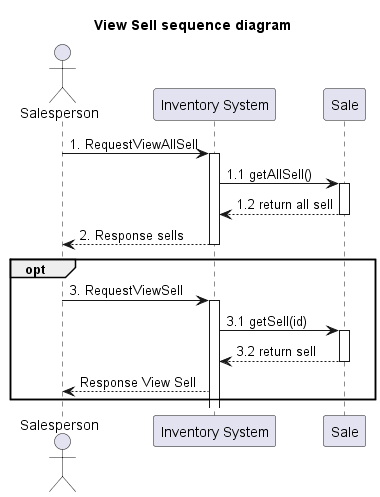 View Sell sequence diagram
Salesperson
Inventory System
Sale
1. RequestViewAllSell
1.1 getAllSell()
1.2 return all sell
2. Response sells
opt
3. RequestViewSell
3.1 getSell(id)
3.2 return sell
Response View Sell
Salesperson
Inventory System
Sale